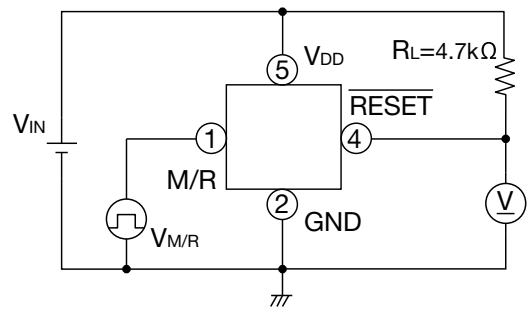 VDD
RL=4.7kΩ
5
RESET
VIN
1
4
M/R
2
GND
V
VM/R